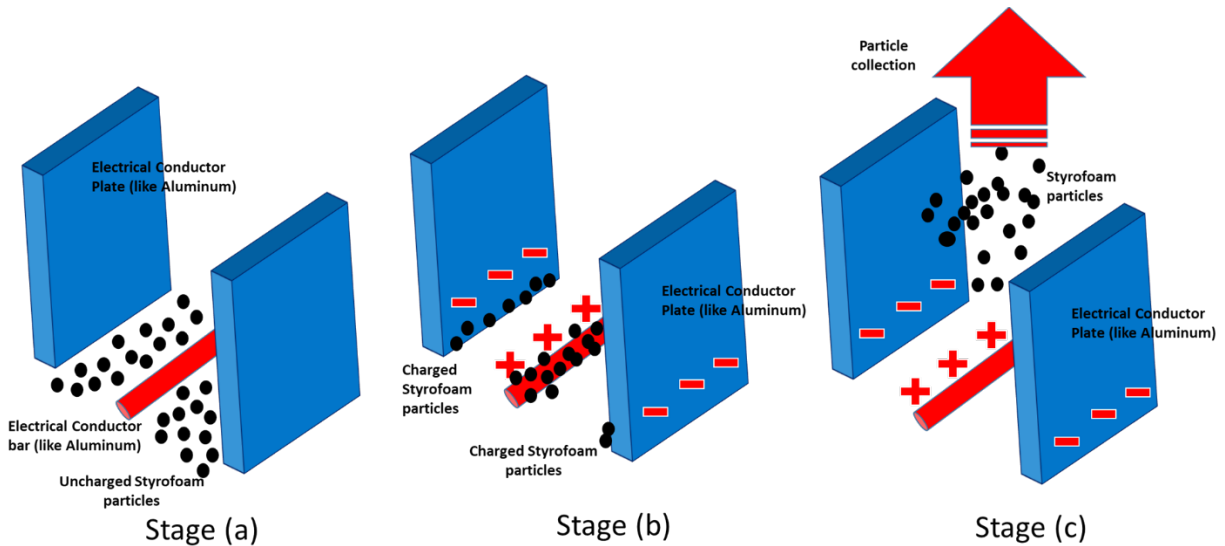 Electrical Conductor
Plate (like Aluminum)
Electrical Conductor
bar (like Aluminum)
Uncharged Styrofoam
particles
Stage (a)
Electrical Conductor
Plate (like Aluminum)
Charged
Styrofoam
particles
Charged Styrofoam
particles
Stage (b)
Particle
collection
Styrofoam
particles
Electrical Conductor
Plate (like Aluminum)
Stage (c)